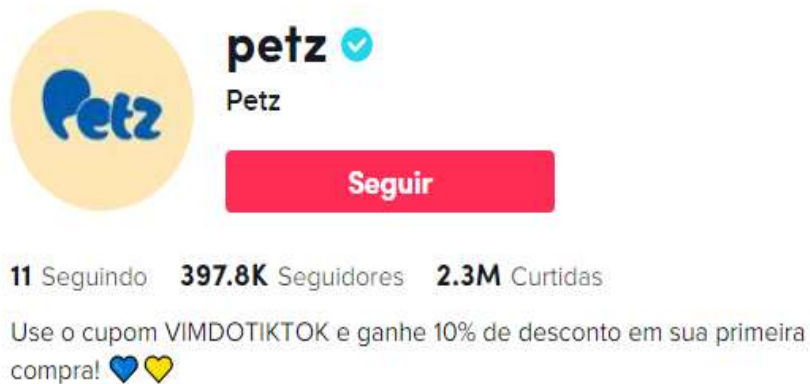 Petz
petz
Petz
Seguir
11 Seguindo 397.8K Seguidores 2.3M Curtidas
Use o cupom VIMDOTIKTOK e ganhe 10% de desconto em sua primeira
compra! 💙💛